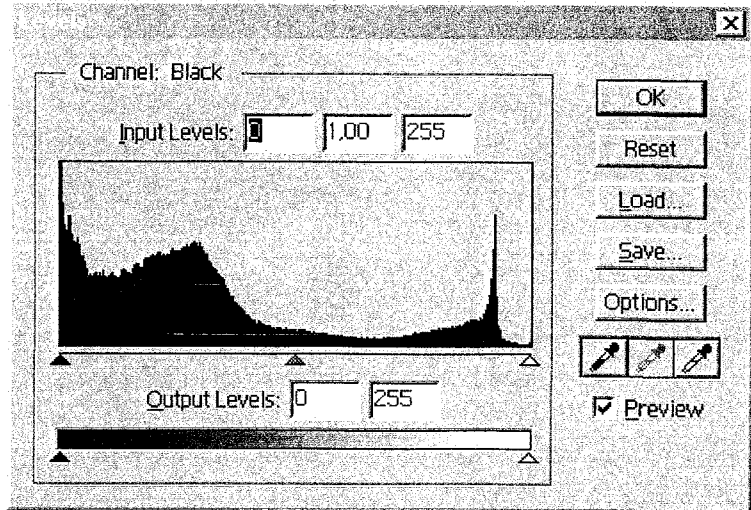 Channel: Black
Input Levels: 0 1,00 255
Output Levels: 0 255
OK
Reset
Load...
Save...
Options...
Preview